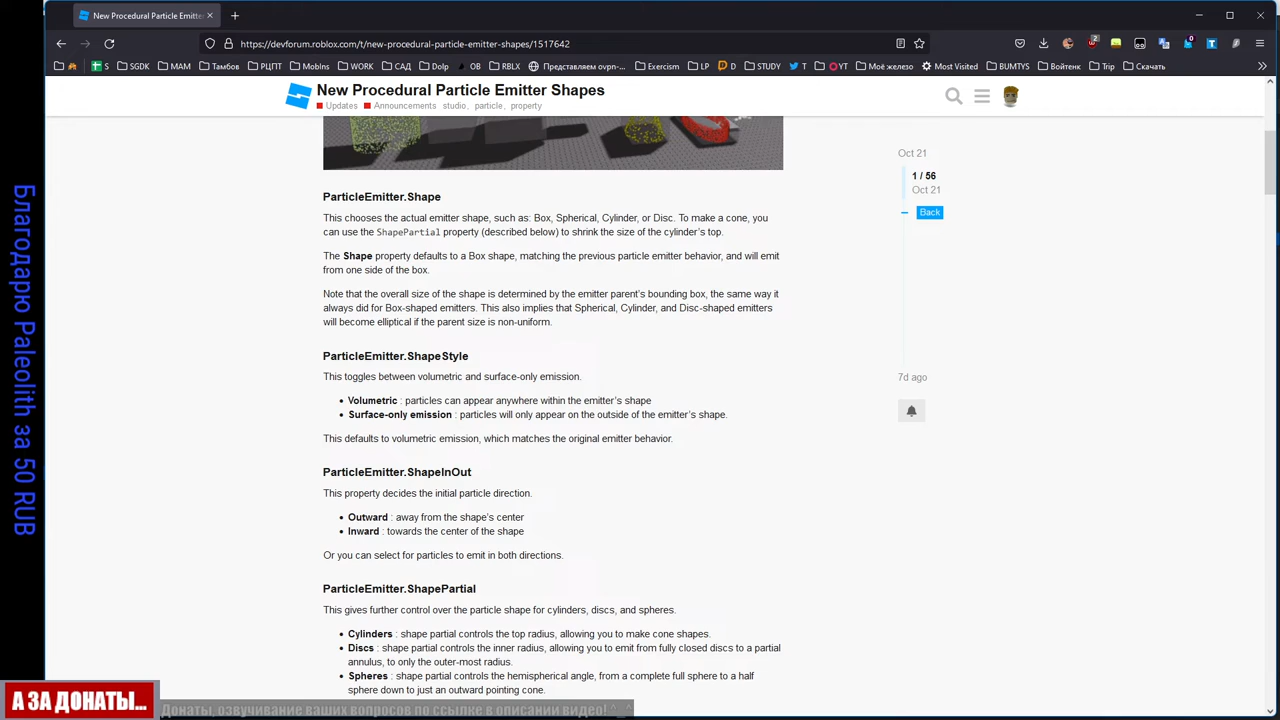 New Procedural Particle Emitte
https://devforum.roblox.com/t/new-procedural-particle-emitter-shapes/1517642
S SGDK MAM Тамбов РЦПТ MobIns WORK САД Dolp OB RBLX Представляем ovpn-... Exercism LP D STUDY T YT Моё железо Most Visited BUMTYS Войтенк Trip Скачать
New Procedural Particle Emitter Shapes
Updates Announcements studo, particle, property
Oct 21
1 / 56
Oct 21
Back
7d ago
ParticleEmitter.Shape
This chooses the actual emitter shape, such as: Box, Spherical, Cylinder, or Disc. To make a cone, you
can use the ShapePartial property (described below) to shrink the size of the cylinder's top.
The Shape property defaults to a Box shape, matching the previous particle emitter behavior, and will emit
from one side of the box.
Note that the overall size of the shape is determined by the emitter parent's bounding box, the same way it
always did for Box-shaped emitters. This also implies that Spherical, Cylinder, and Disc-shaped emitters
will become elliptical if the parent size is non-uniform.
ParticleEmitter.ShapeStyle
This toggles between volumetric and surface-only emission.
Volumetric : particles can appear anywhere within the emitter's shape
Surface-only emission : particles will only appear on the outside of the emitter's shape.
This defaults to volumetric emission, which matches the original emitter behavior.
ParticleEmitter.ShapeInOut
This property decides the initial particle direction.
Outward : away from the shape's center
Inward : towards the center of the shape
Or you can select for particles to emit in both directions.
ParticleEmitter.ShapePartial
This gives further control over the particle shape for cylinders, discs, and spheres.
Cylinders : shape partial controls the top radius, allowing you to make cone shapes.
Discs : shape partial controls the inner radius, allowing you to emit from fully closed discs to a partial
annulus, to only the outer-most radius.
Spheres : shape partial controls the hemispherical angle, from a complete full sphere to a half
sphere down to just an outward pointing cone.
Благодарю Paleolith за 50 RUB
А ЗА ДОНАТЫ...
Донаты, озвучивание ваших вопросов по ссылке в описании видео! ^_^